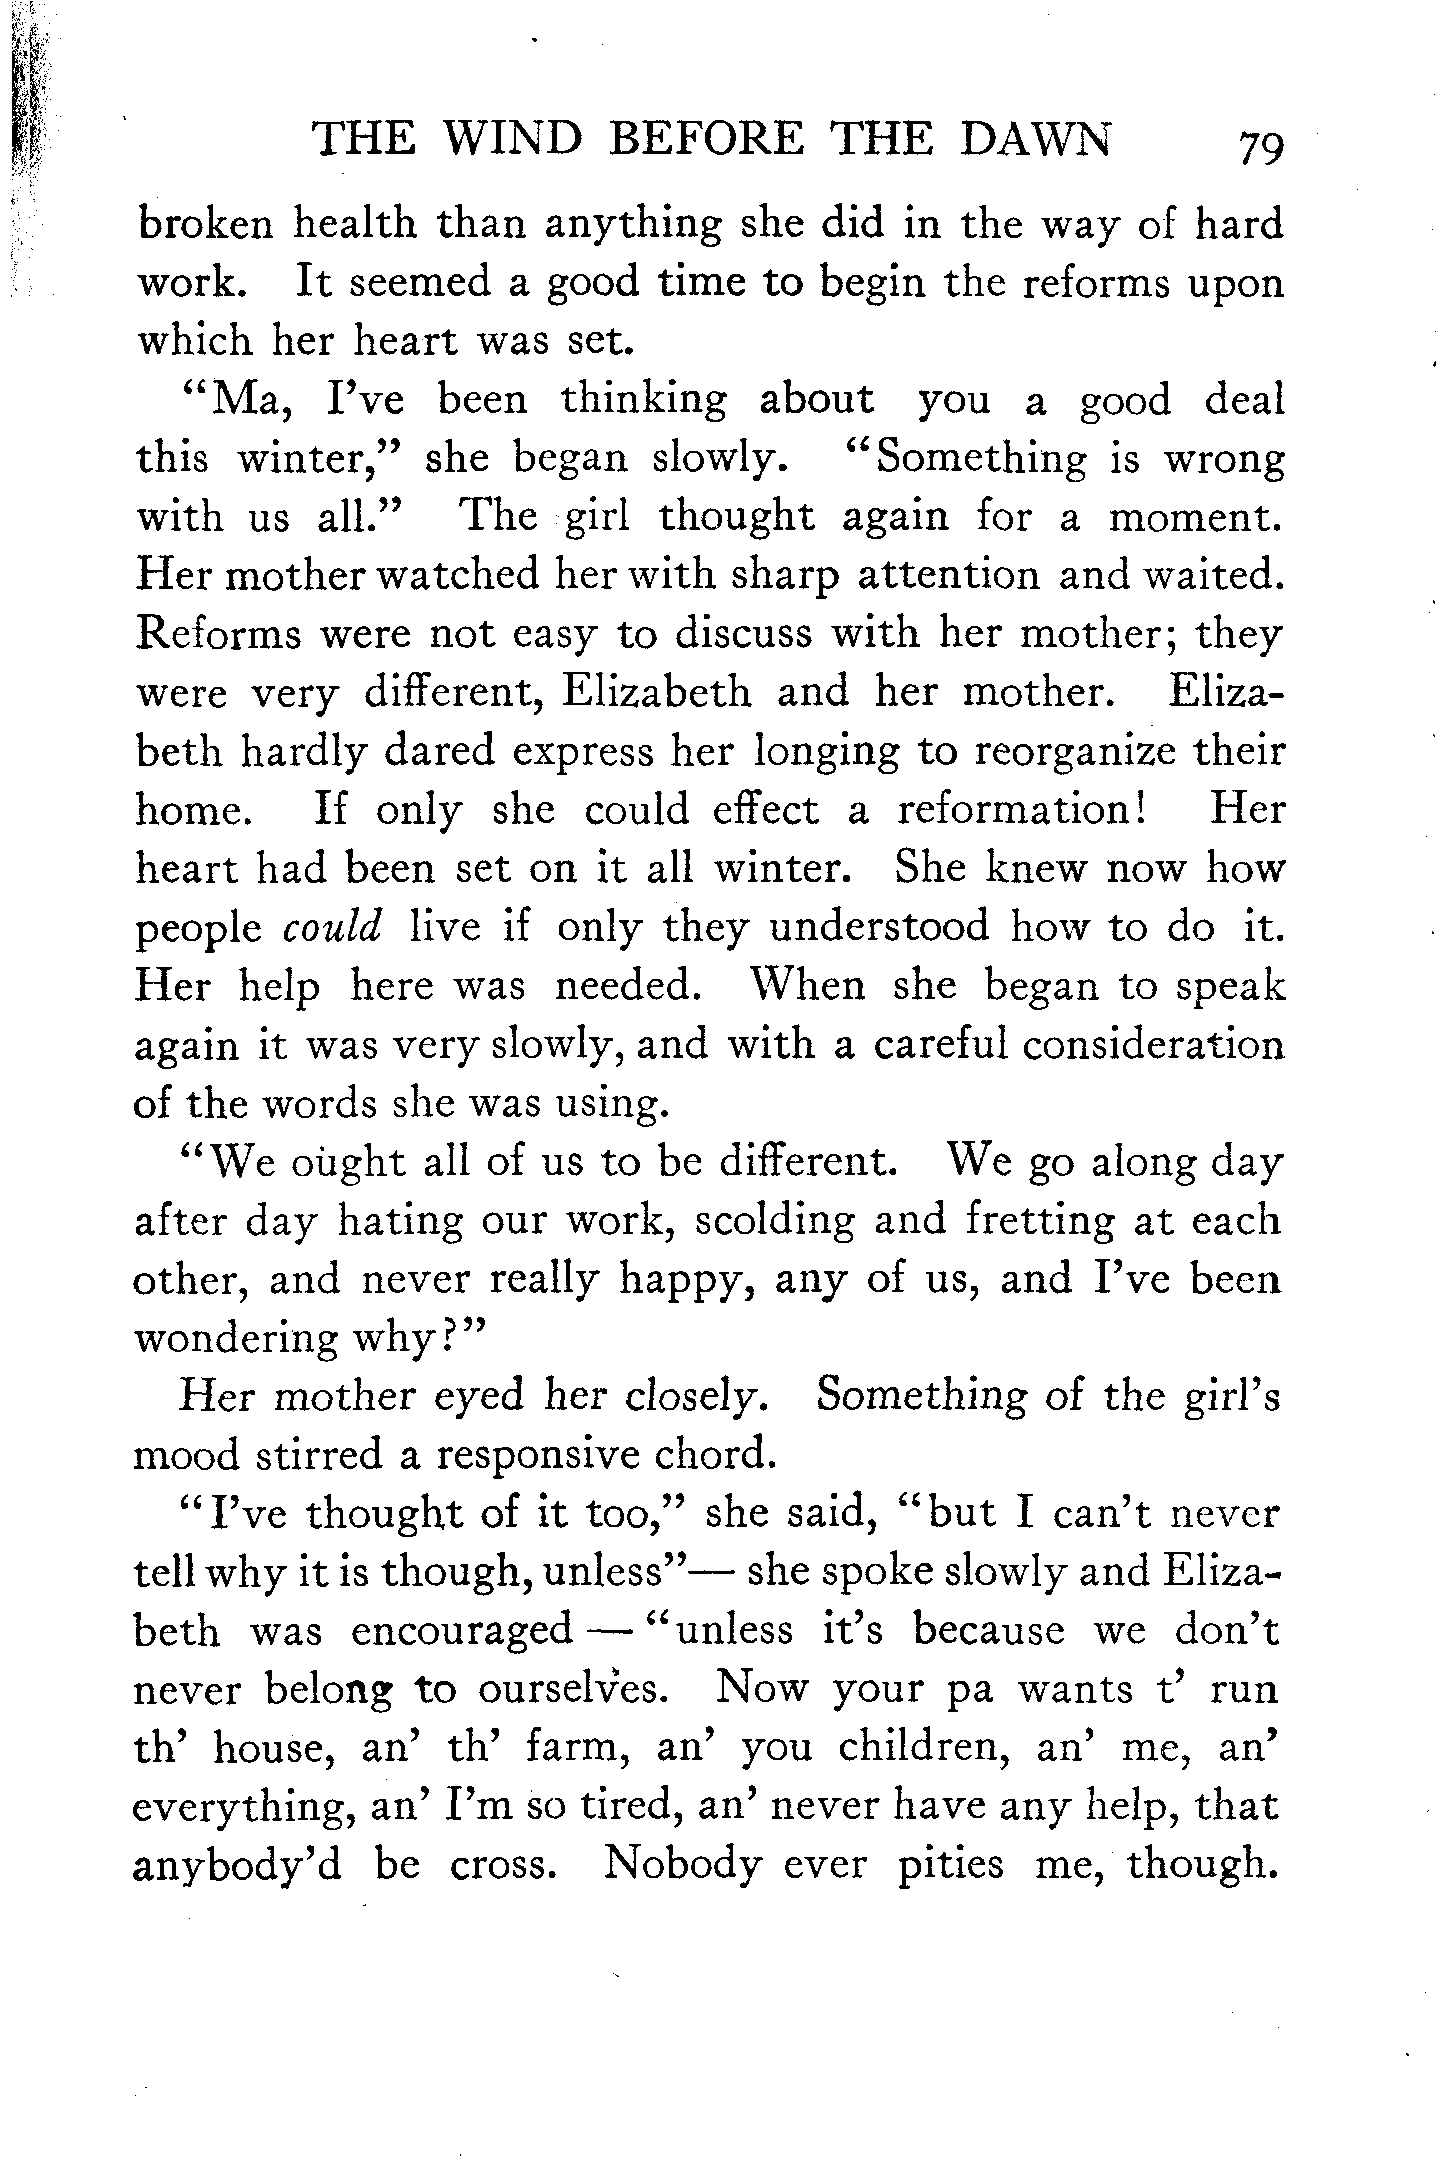 THE WIND BEFORE THE DAWN 79
broken health than anything she did in the way of hard
work. It seemed a good time to begin the reforms upon
which her heart was set.
“Ma, I’ve been thinking about you a good deal
this winter,” she began slowly. “Something is wrong
with us all.” The girl thought again for a moment.
Her mother watched her with sharp attention and waited.
Reforms were not easy to discuss with her mother; they
were very different, Elizabeth and her mother. Eliza-
beth hardly dared express her longing to reorganize their
home. If only she could effect a reformation! Her
heart had been set on it all winter. She knew now how
people could live if only they understood how to do it.
Her help here was needed. When she began to speak
again it was very slowly, and with a careful consideration
of the words she was using.
“We ought all of us to be different. We go along day
after day hating our work, scolding and fretting at each
other, and never really happy, any of us, and I’ve been
wondering why?”
Her mother eyed her closely. Something of the girl’s
mood stirred a responsive chord.
“I’ve thought of it too,” she said, “but I can’t never
tell why it is though, unless”— she spoke slowly and Eliza-
beth was encouraged — “unless it’s because we don’t
never belong to ourselves. Now your pa wants t’ run
th’ house, an’ th’ farm, an’ you children, an’ me, an’
everything, an’ I’m so tired, an’ never have any help, that
anybody’d be cross. Nobody ever pities me, though.